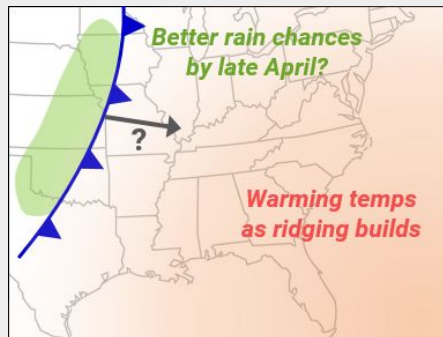 Better rain chances
by late April?
?
Warming temps
as ridging builds